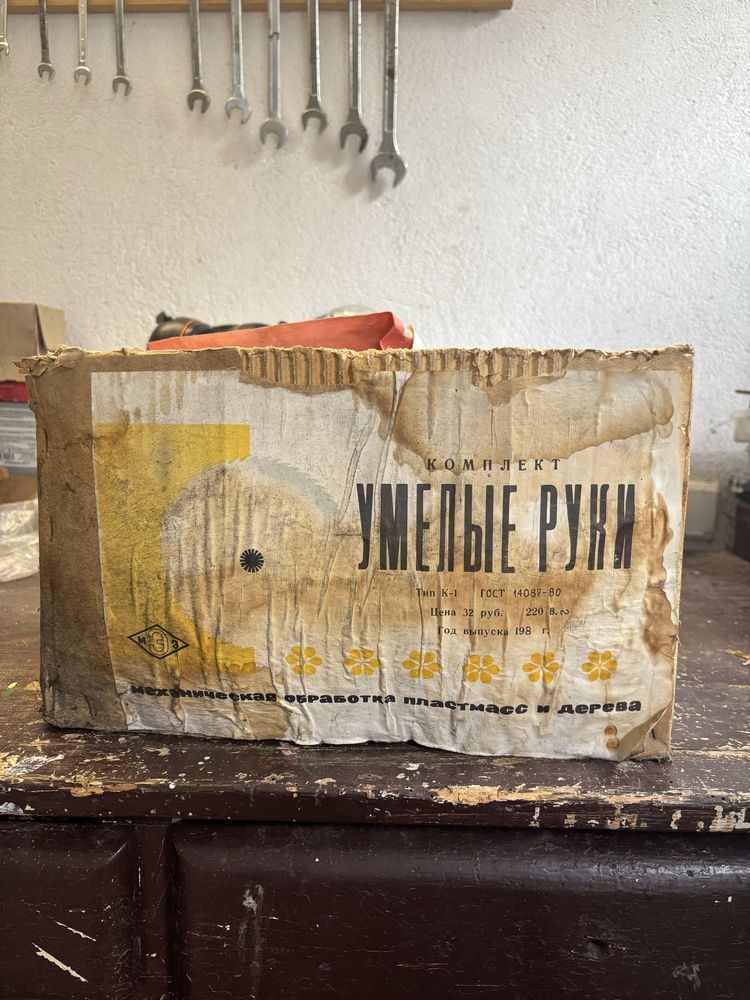 КОМПЛЕКТ
УМЕЛЫЕ РУКИ
Тип К-1 ГОСТ 14087-80
Цена 32 руб. 220 В.~
Год выпуска 198 г.
МЭЗ
механическая обработка пластмасс и дерева